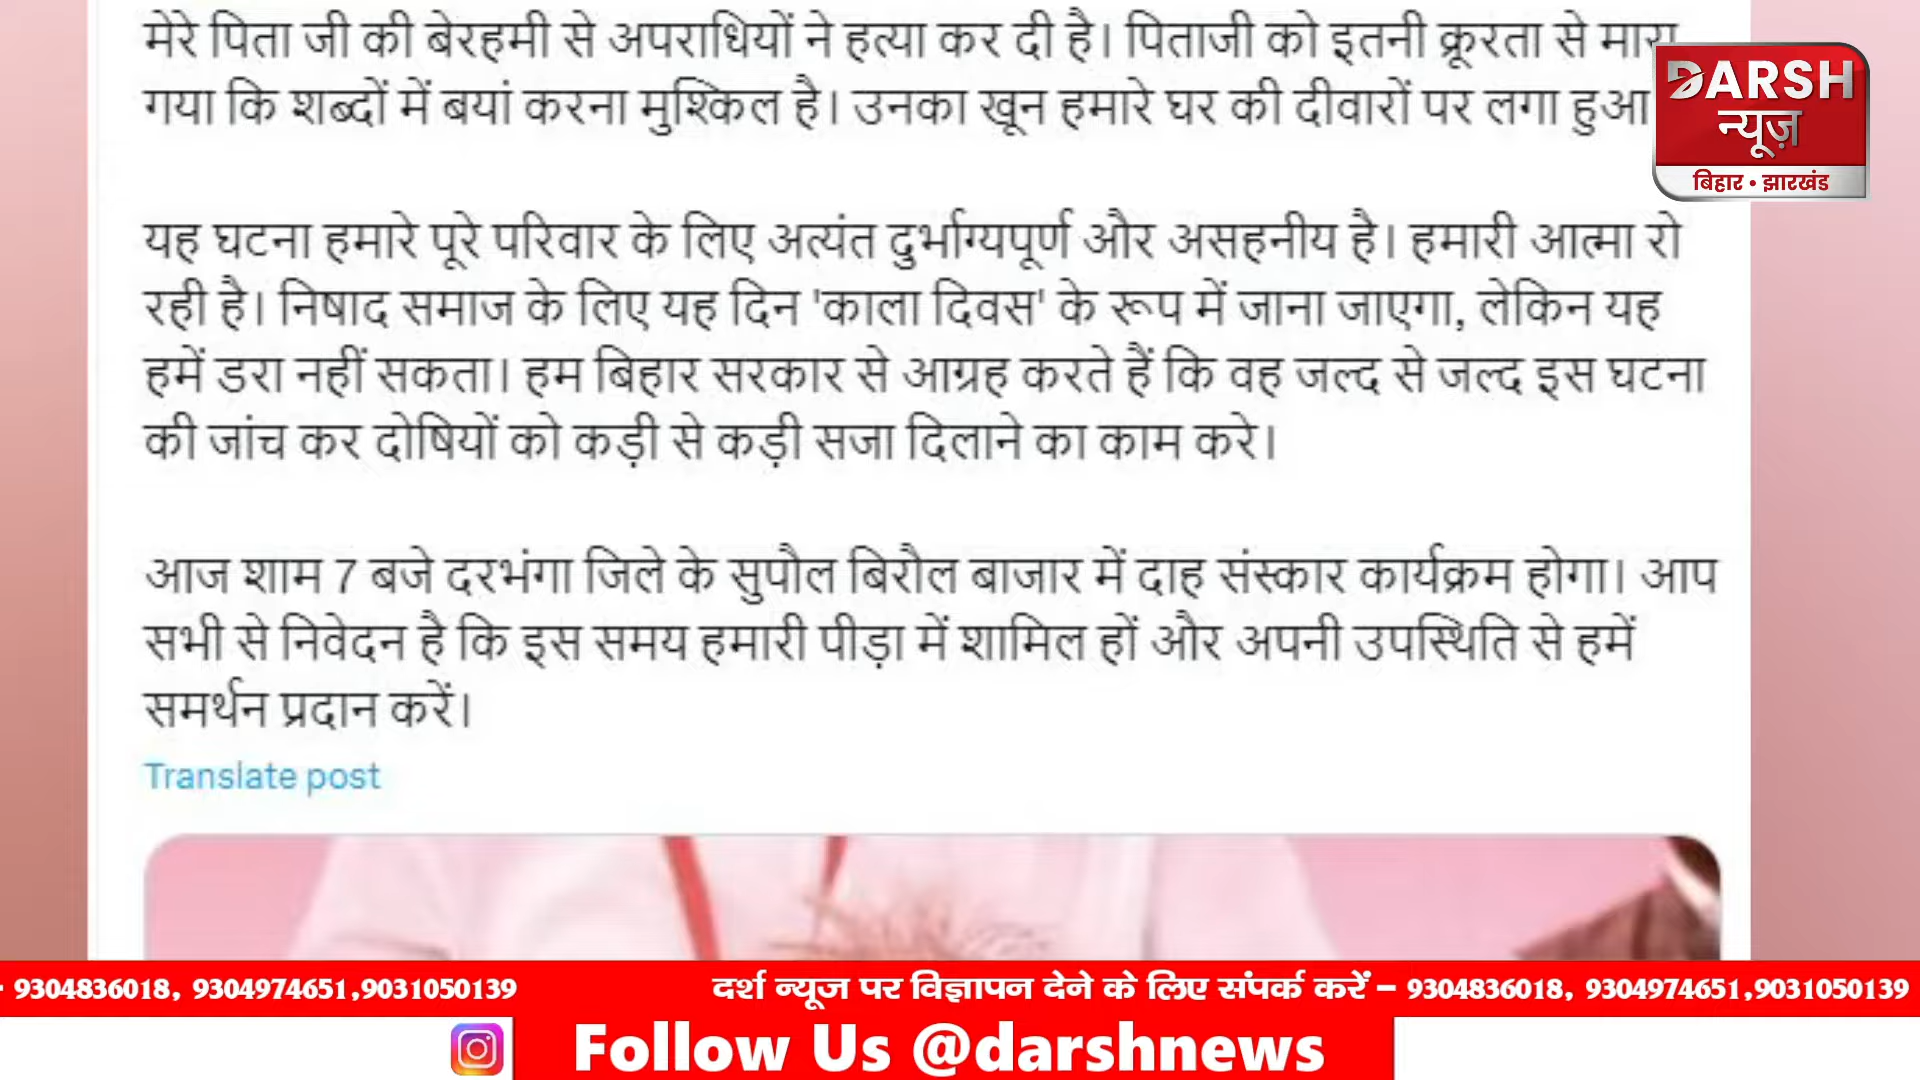 मेरे पिता जी की बेरहमी से अपराधियों ने हत्या कर दी है। पिताजी को इतनी क्रूरता से मारा
गया कि शब्दों में बयां करना मुश्किल है। उनका खून हमारे घर की दीवारों पर लगा हुआ
DARSH
न्यूज़
बिहार • झारखंड
यह घटना हमारे पूरे परिवार के लिए अत्यंत दुर्भाग्यपूर्ण और असहनीय है। हमारी आत्मा रो
रही है। निषाद समाज के लिए यह दिन 'काला दिवस' के रूप में जाना जाएगा, लेकिन यह
हमें डरा नहीं सकता। हम बिहार सरकार से आग्रह करते हैं कि वह जल्द से जल्द इस घटना
की जांच कर दोषियों को कड़ी से कड़ी सजा दिलाने का काम करे।
आज शाम 7 बजे दरभंगा जिले के सुपौल बिरौल बाजार में दाह संस्कार कार्यक्रम होगा। आप
सभी से निवेदन है कि इस समय हमारी पीड़ा में शामिल हों और अपनी उपस्थिति से हमें
समर्थन प्रदान करें।
Translate post
- 9304836018, 9304974651,9031050139 दर्श न्यूज पर विज्ञापन देने के लिए संपर्क करें – 9304836018, 9304974651,9031050139
Follow Us @darshnews